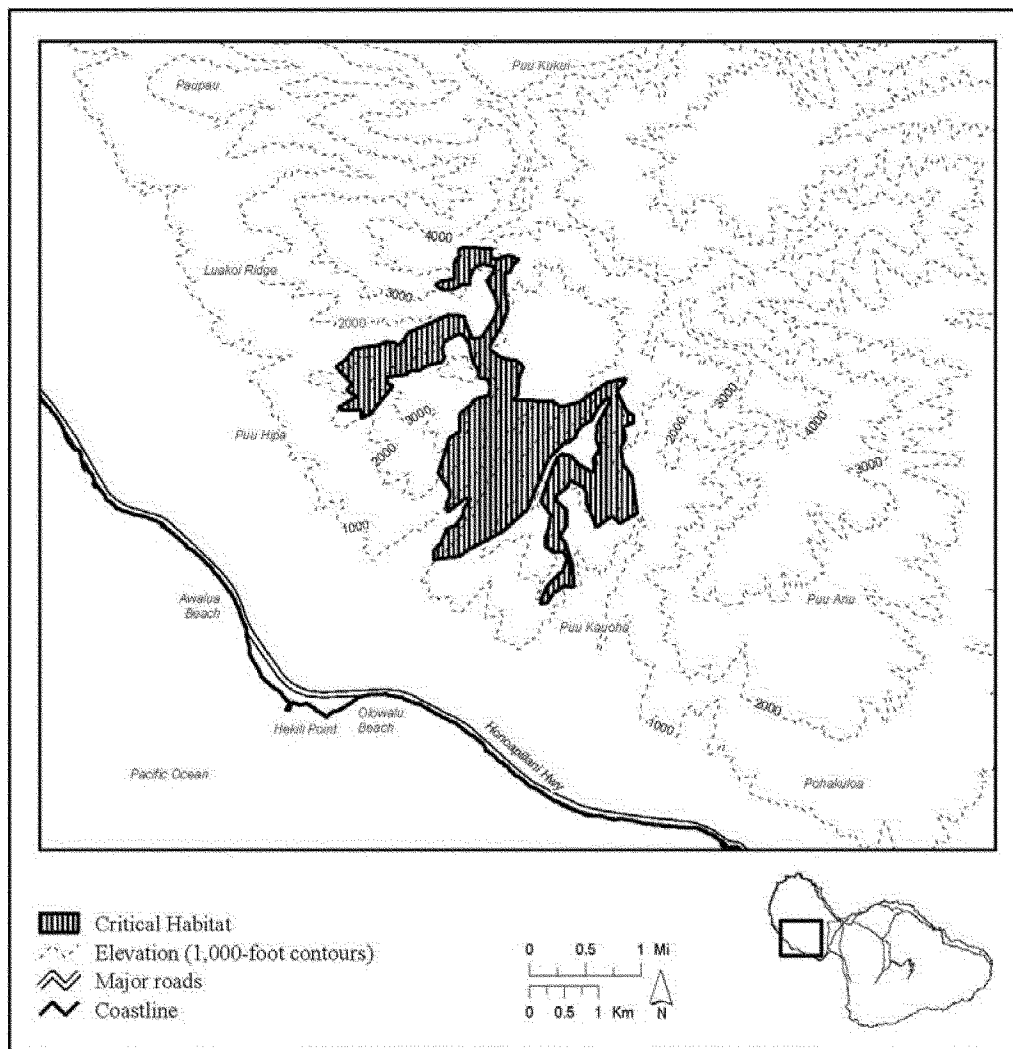 Puu Kukui
Paupau
4000
Luakoi Ridge
3000
2000
3000
3000
2000
4000
Puu Hipa
2000
3000
1000
Awalua
Beach
Puu Anu
Puu Kauoha
2000
1000
Hekili Point
Olowalu
Beach
Honoapiilani Hwy
Pacific Ocean
Pohakuloa
Critical Habitat
Elevation (1,000-foot contours)
Major roads
Coastline
0 0.5 1 Mi
0 0.5 1 Km
N